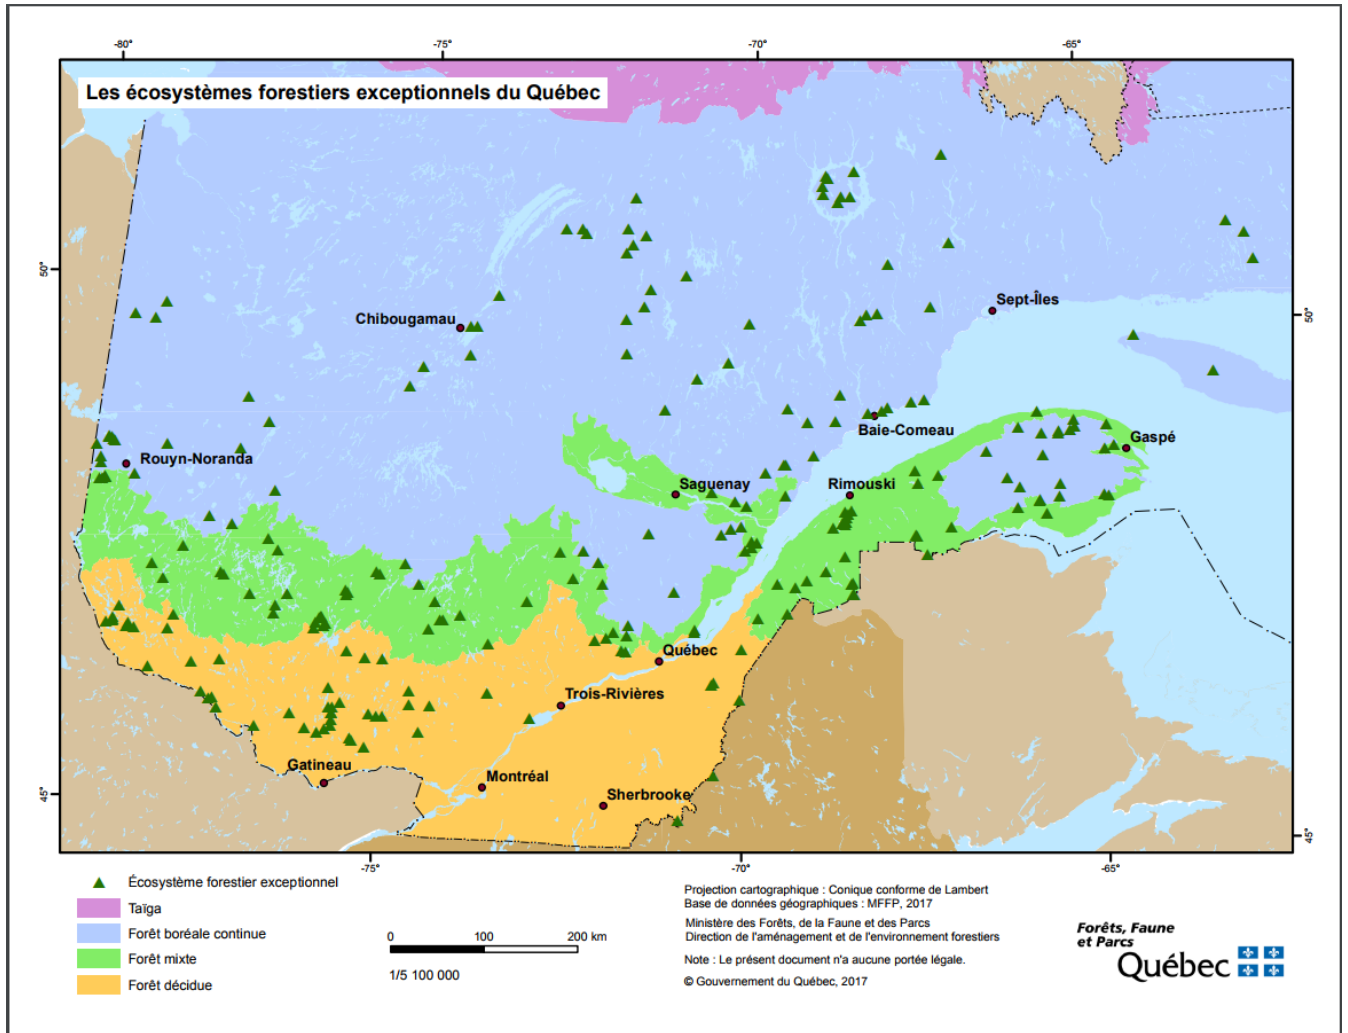 -80°
-75°
-70°
-65°
Les écosystèmes forestiers exceptionnels du Québec
50°
50°
Sept-Îles
Chibougamau
Baie-Comeau
Gaspé
Rouyn-Noranda
Saguenay
Rimouski
Québec
Trois-Rivières
Gatineau
Montréal
Sherbrooke
45°
45°
-75°
-70°
-65°
Écosystème forestier exceptionnel
Taïga
Forêt boréale continue
Forêt mixte
Forêt décidue
0 100 200 km
1/5 100 000
Projection cartographique : Conique conforme de Lambert
Base de données géographiques : MFFP, 2017
Ministère des Forêts, de la Faune et des Parcs
Direction de l'aménagement et de l'environnement forestiers
Note : Le présent document n'a aucune portée légale.
© Gouvernement du Québec, 2017
Forêts, Faune
et Parcs
Québec